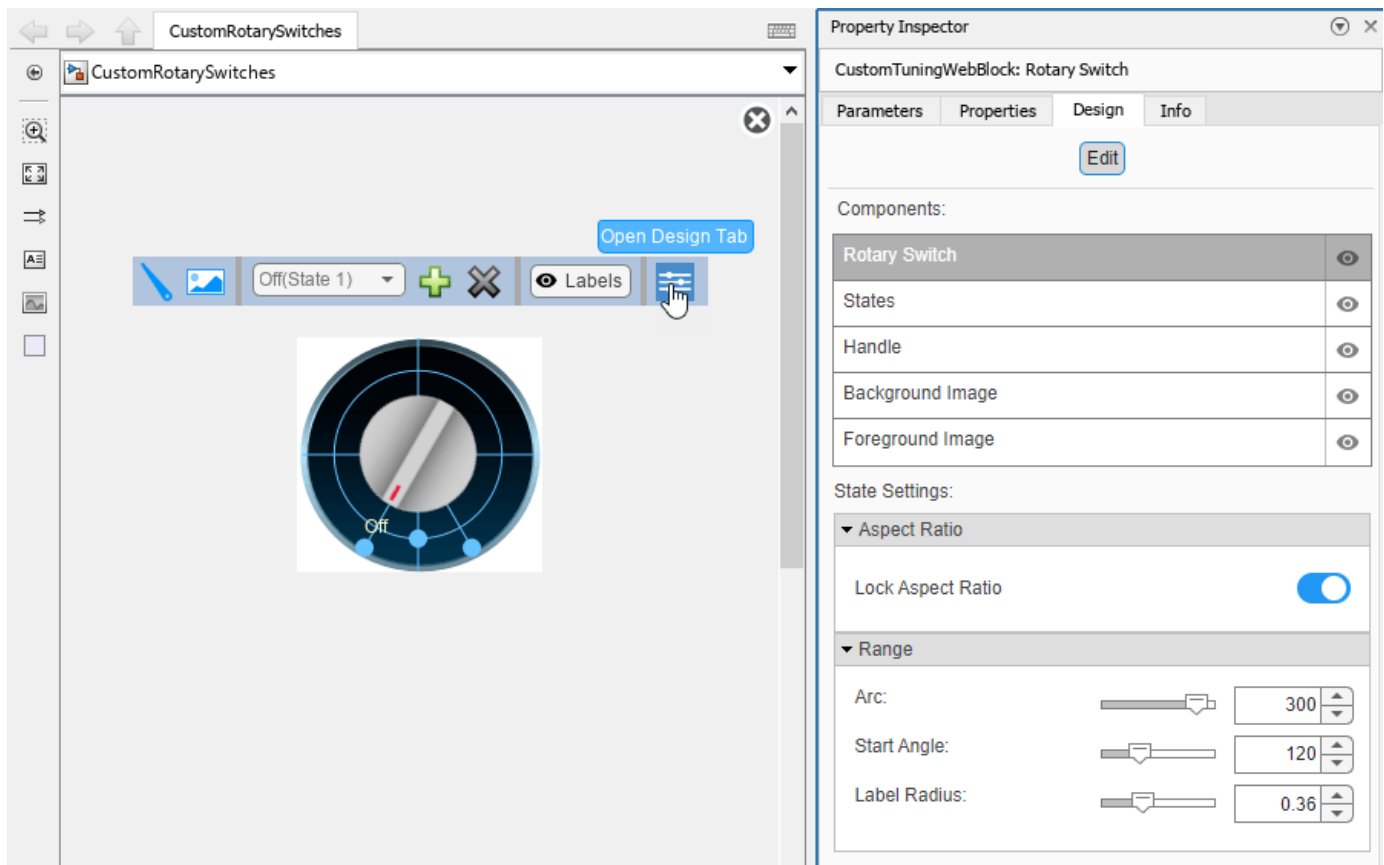 CustomRotarySwitches
CustomRotarySwitches
Open Design Tab
Off(State 1)
Labels
Off
Property Inspector
CustomTuningWebBlock: Rotary Switch
Parameters Properties Design Info
Edit
Components:
Rotary Switch
States
Handle
Background Image
Foreground Image
State Settings:
Aspect Ratio
Lock Aspect Ratio
Range
Arc: 300
Start Angle: 120
Label Radius: 0.36